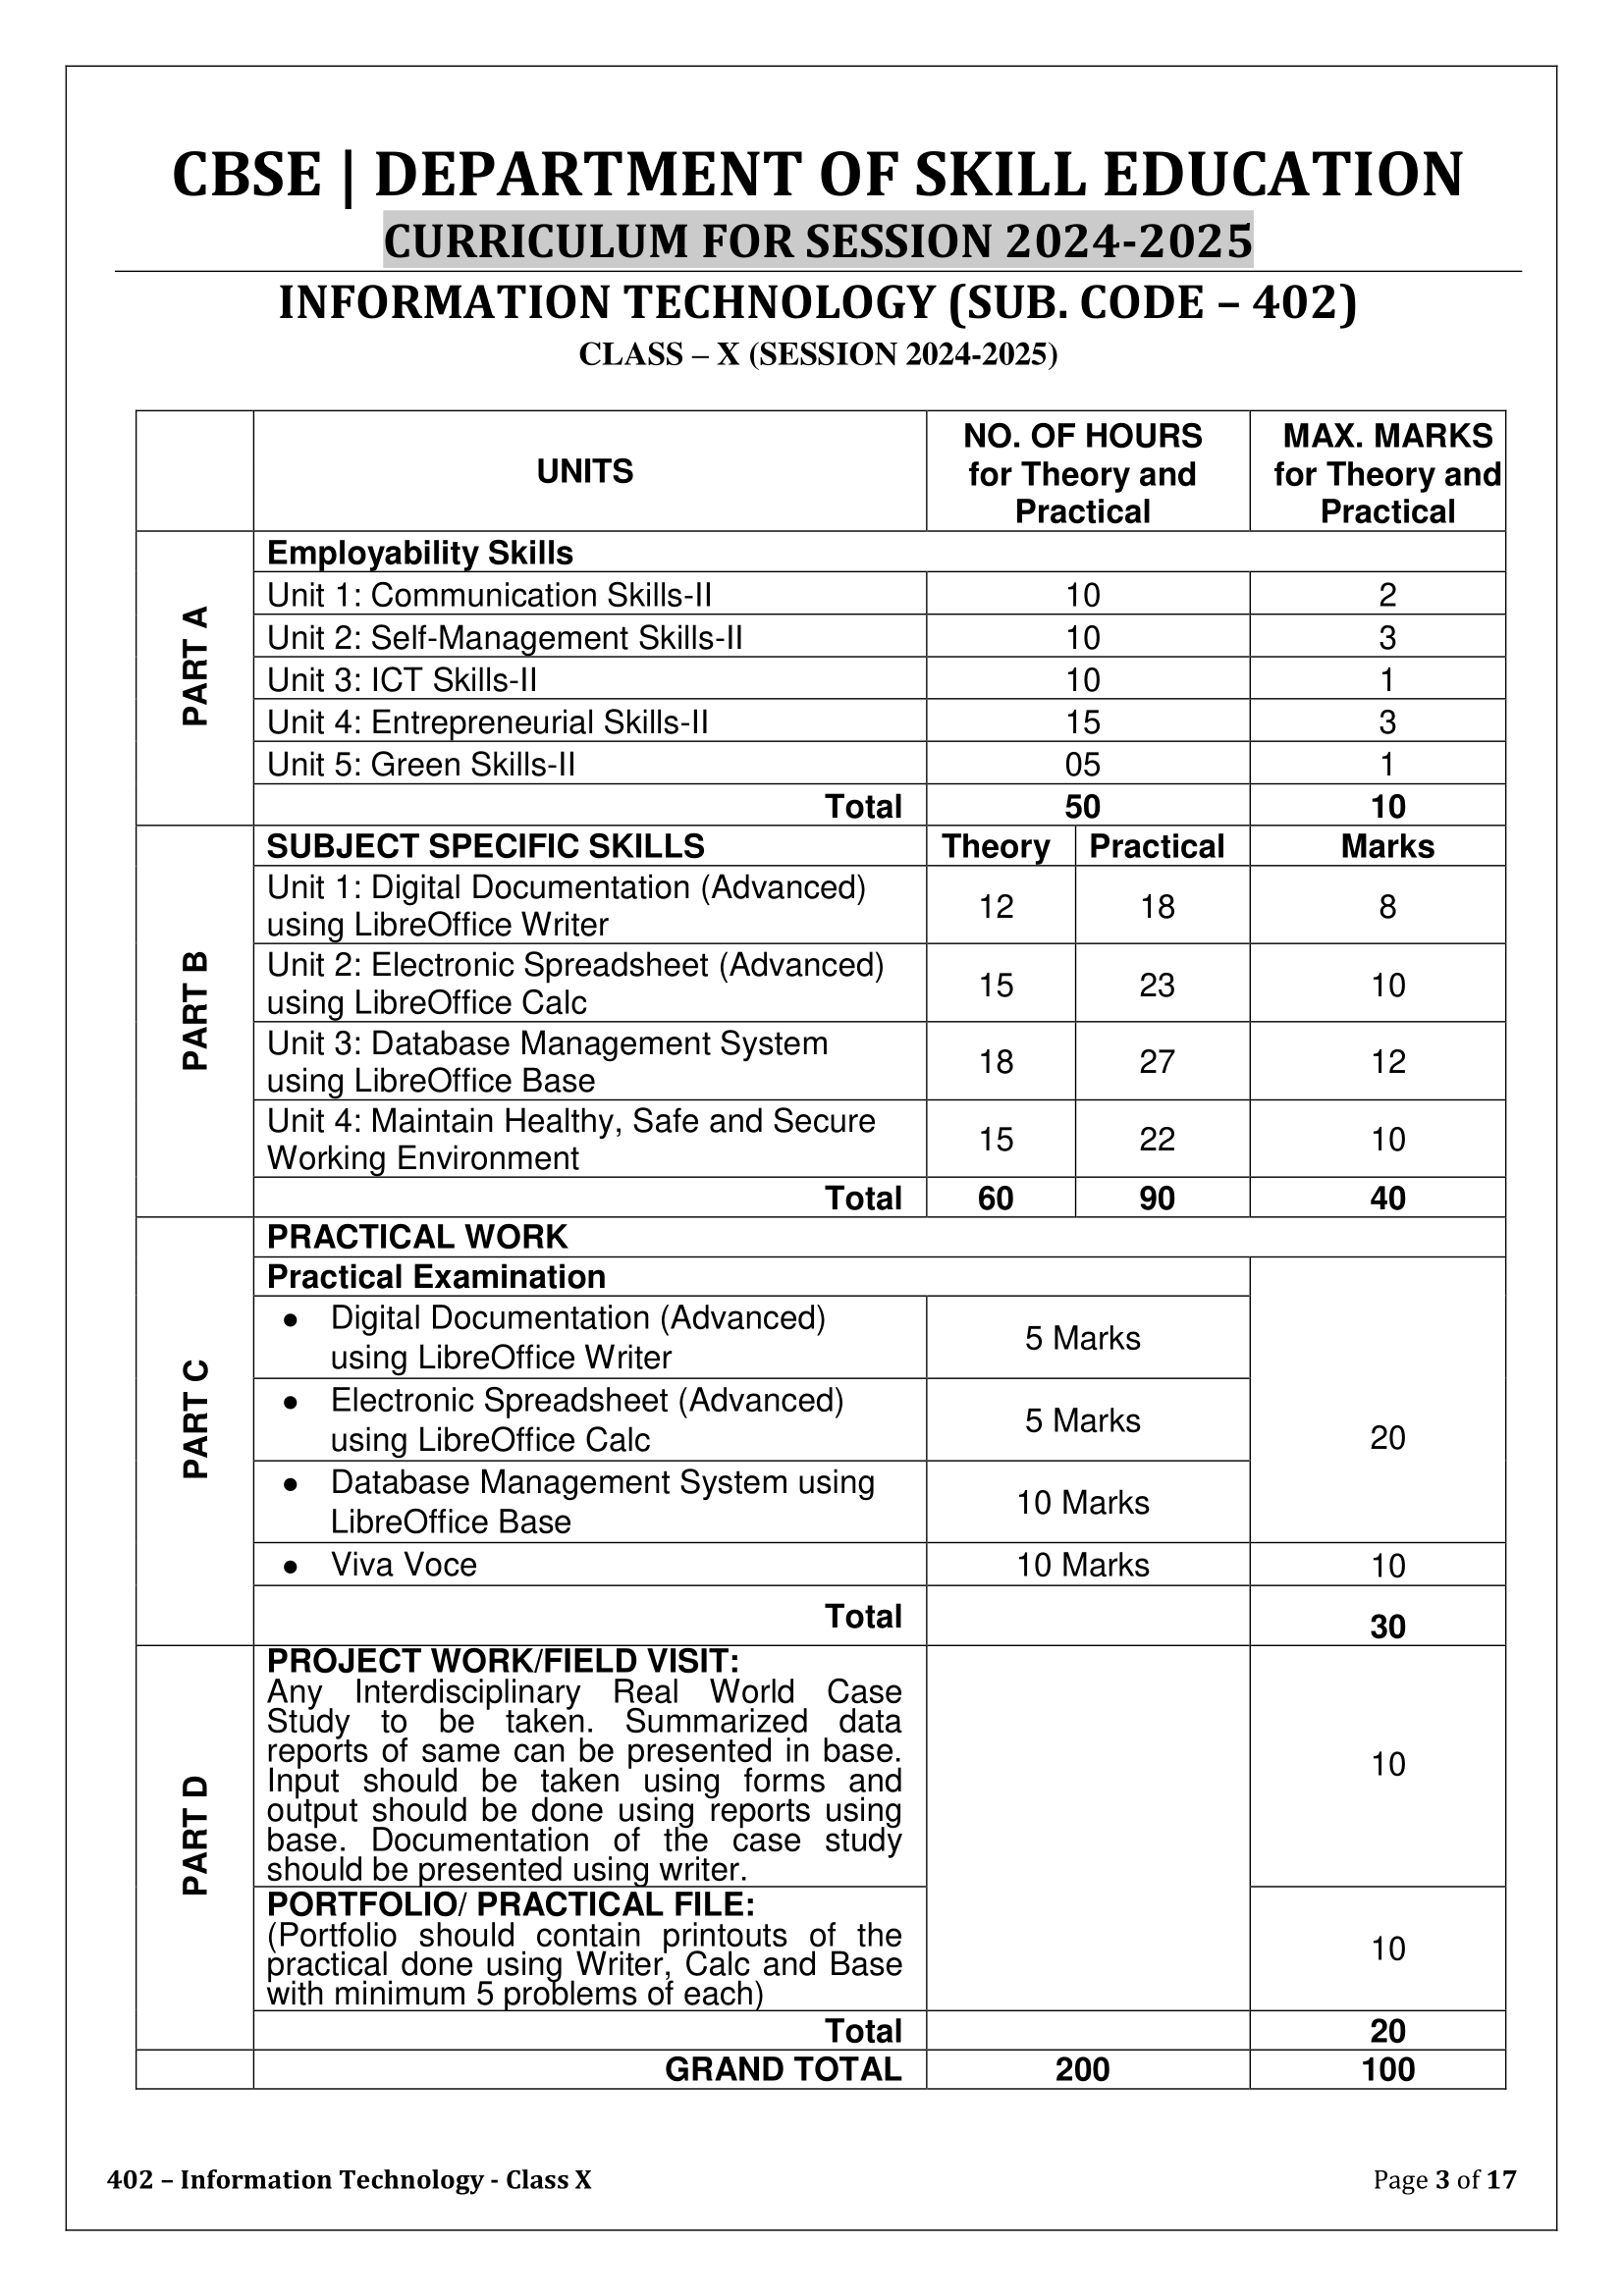 CBSE | DEPARTMENT OF SKILL EDUCATION
CURRICULUM FOR SESSION 2024-2025
INFORMATION TECHNOLOGY (SUB. CODE – 402)
CLASS – X (SESSION 2024-2025)
UNITS
NO. OF HOURS
for Theory and
Practical
MAX. MARKS
for Theory and
Practical
PART A
Employability Skills
Unit 1: Communication Skills-II 10 2
Unit 2: Self-Management Skills-II 10 3
Unit 3: ICT Skills-II 10 1
Unit 4: Entrepreneurial Skills-II 15 3
Unit 5: Green Skills-II 05 1
Total 50 10
PART B
SUBJECT SPECIFIC SKILLS Theory Practical Marks
Unit 1: Digital Documentation (Advanced)
using LibreOffice Writer
12 18 8
Unit 2: Electronic Spreadsheet (Advanced)
using LibreOffice Calc
15 23 10
Unit 3: Database Management System
using LibreOffice Base
18 27 12
Unit 4: Maintain Healthy, Safe and Secure
Working Environment
15 22 10
Total 60 90 40
PART C
PRACTICAL WORK
Practical Examination
● Digital Documentation (Advanced)
using LibreOffice Writer
5 Marks
● Electronic Spreadsheet (Advanced)
using LibreOffice Calc
5 Marks
20
● Database Management System using
LibreOffice Base
10 Marks
● Viva Voce 10 Marks 10
Total 30
PART D
PROJECT WORK/FIELD VISIT:
Any Interdisciplinary Real World Case
Study to be taken. Summarized data
reports of same can be presented in base.
Input should be taken using forms and
output should be done using reports using
base. Documentation of the case study
should be presented using writer.
10
PORTFOLIO/ PRACTICAL FILE:
(Portfolio should contain printouts of the
practical done using Writer, Calc and Base
with minimum 5 problems of each)
10
Total 20
GRAND TOTAL 200 100
402 – Information Technology - Class X Page 3 of 17